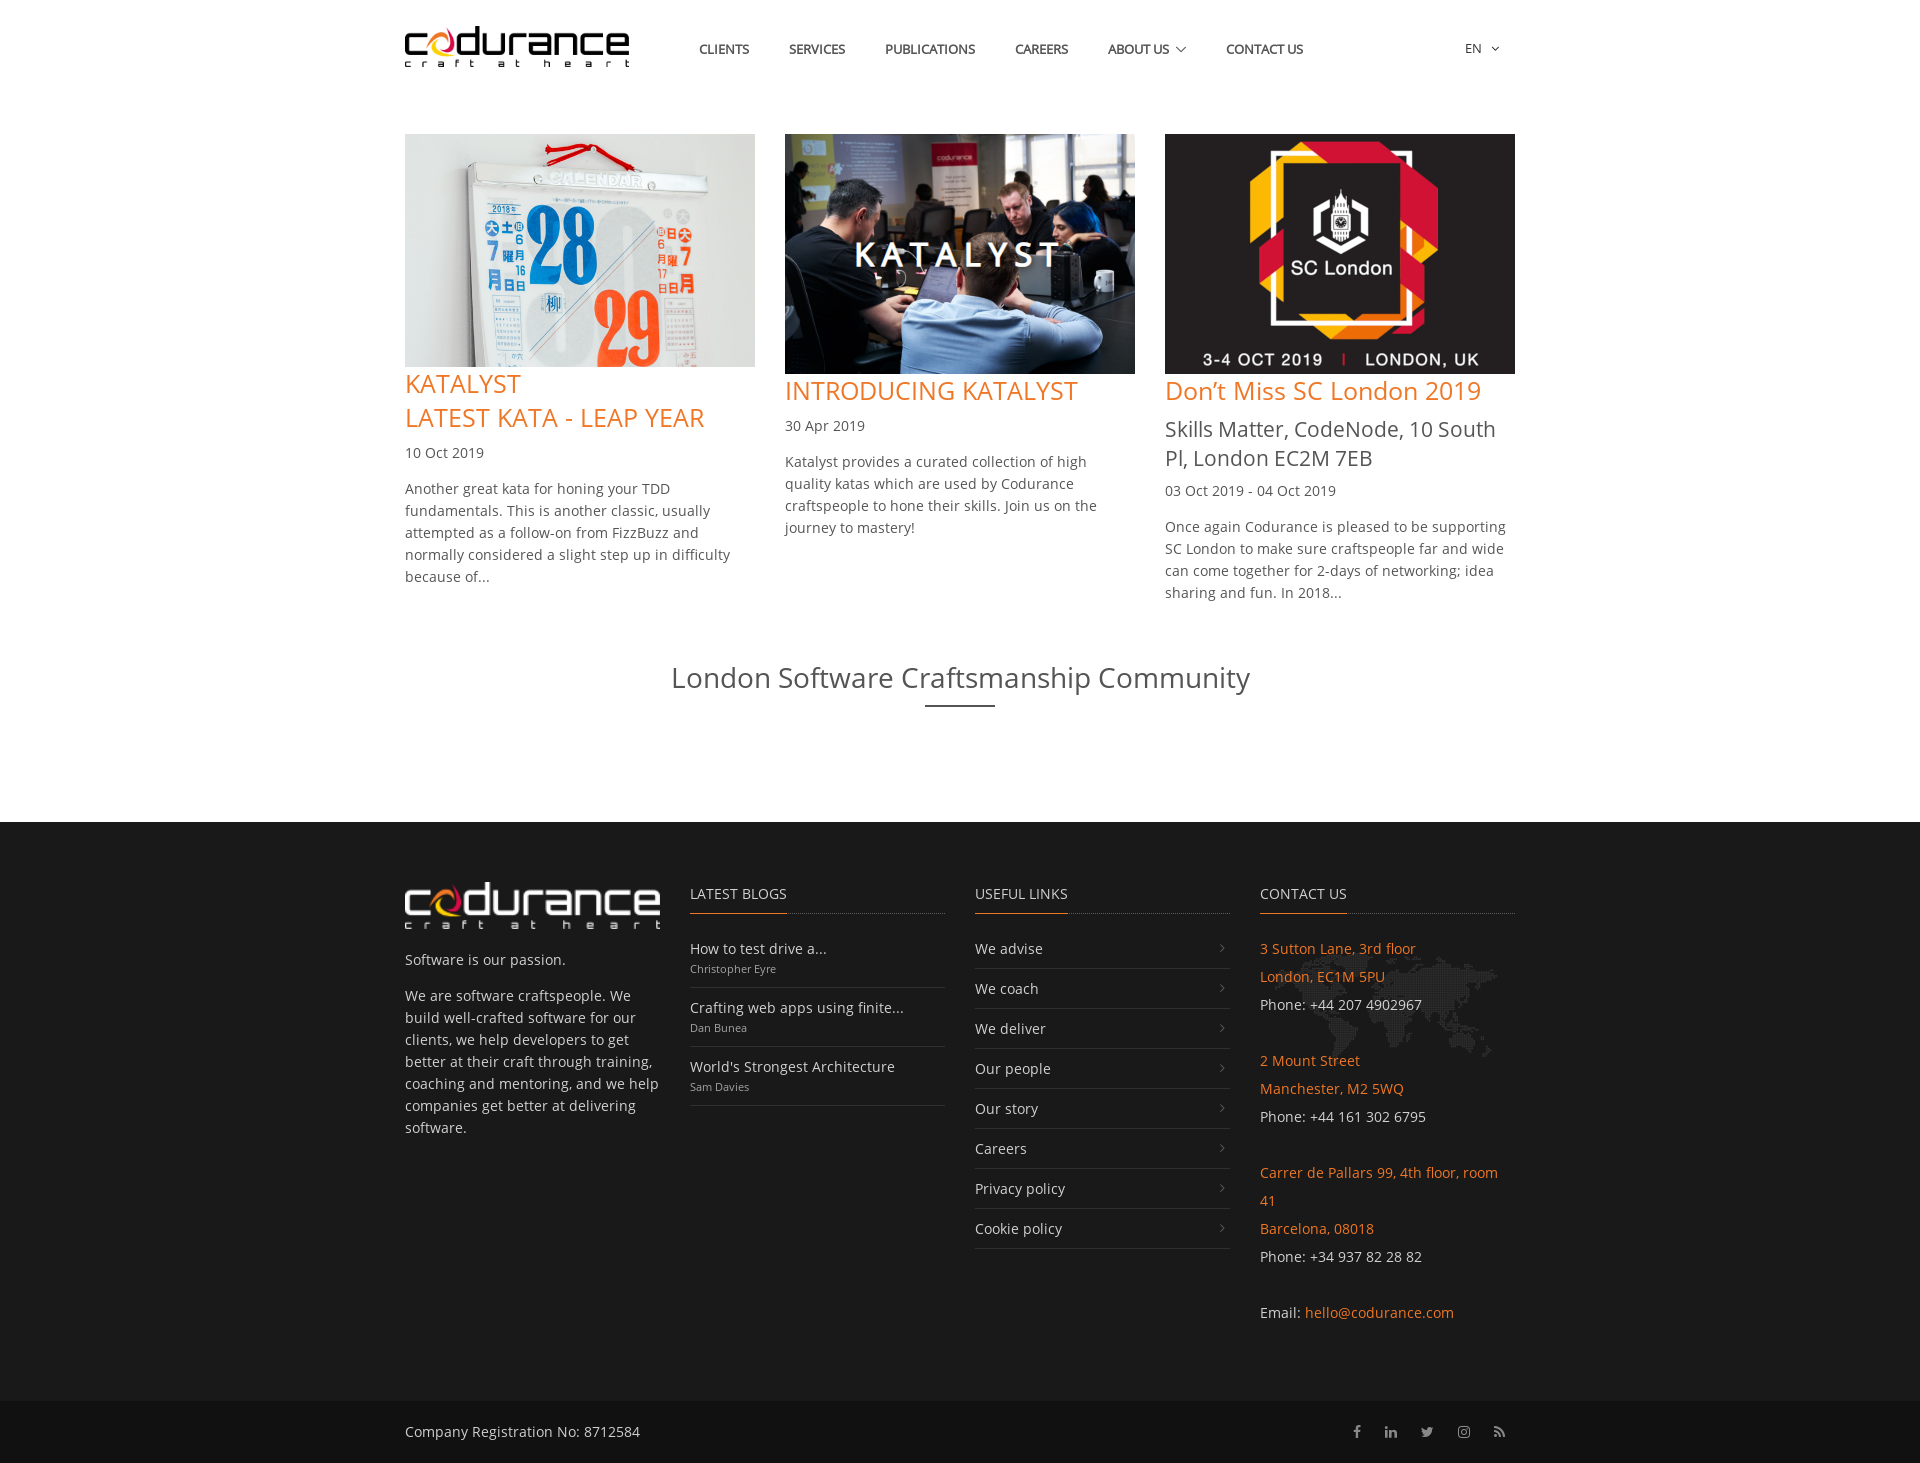 codurance
craft at heart
CLIENTS
SERVICES
PUBLICATIONS
CAREERS
ABOUT US
CONTACT US
EN
CALENDAR
2018年
28
29
柳
KATALYST
LATEST KATA - LEAP YEAR
10 Oct 2019
Another great kata for honing your TDD
fundamentals. This is another classic, usually
attempted as a follow-on from FizzBuzz and
normally considered a slight step up in difficulty
because of...
codurance
KATALYST
INTRODUCING KATALYST
30 Apr 2019
Katalyst provides a curated collection of high
quality katas which are used by Codurance
craftspeople to hone their skills. Join us on the
journey to mastery!
SC London
3-4 OCT 2019 | LONDON, UK
Don’t Miss SC London 2019
Skills Matter, CodeNode, 10 South
Pl, London EC2M 7EB
03 Oct 2019 - 04 Oct 2019
Once again Codurance is pleased to be supporting
SC London to make sure craftspeople far and wide
can come together for 2-days of networking; idea
sharing and fun. In 2018...
London Software Craftsmanship Community
codurance
craft at heart
Software is our passion.
We are software craftspeople. We
build well-crafted software for our
clients, we help developers to get
better at their craft through training,
coaching and mentoring, and we help
companies get better at delivering
software.
LATEST BLOGS
How to test drive a...
Christopher Eyre
Crafting web apps using finite...
Dan Bunea
World's Strongest Architecture
Sam Davies
USEFUL LINKS
We advise
We coach
We deliver
Our people
Our story
Careers
Privacy policy
Cookie policy
CONTACT US
3 Sutton Lane, 3rd floor
London, EC1M 5PU
Phone: +44 207 4902967
2 Mount Street
Manchester, M2 5WQ
Phone: +44 161 302 6795
Carrer de Pallars 99, 4th floor, room
41
Barcelona, 08018
Phone: +34 937 82 28 82
Email: hello@codurance.com
Company Registration No: 8712584